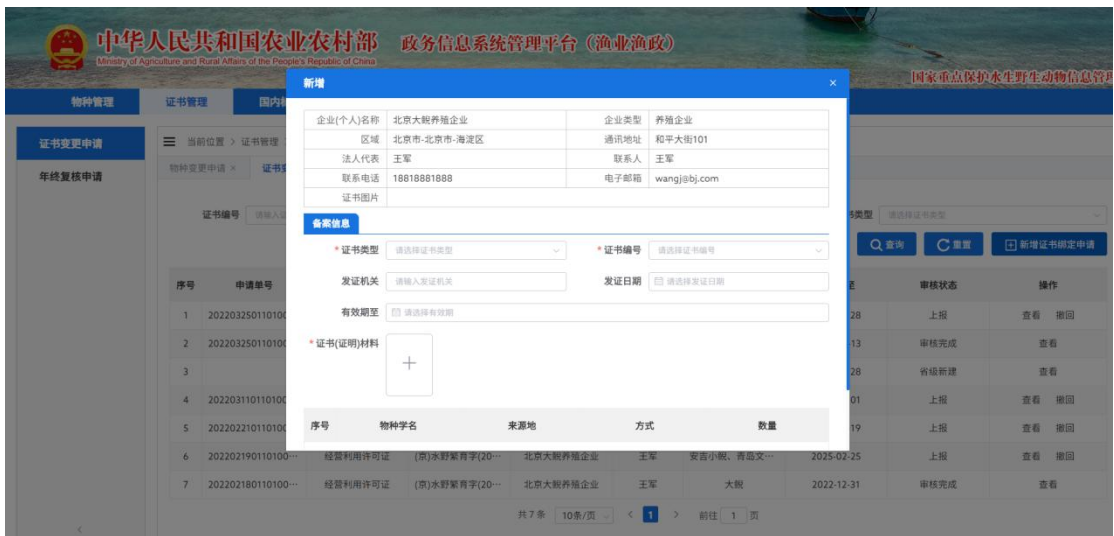 中华人民共和国农业农村部 政务信息系统管理平台（渔业渔政）
Ministry of Agriculture and Rural Affairs of the People's Republic of China
国家重点保护水生野生动物信息管理
物种管理 证书管理 国内
新增 ×
证书变更申请
年终复核申请
当前位置 > 证书管理
物种变更申请 × 证书
企业(个人)名称 北京大鲵养殖企业 企业类型 养殖企业
区域 北京市-北京市-海淀区 通讯地址 和平大街101
法人代表 王军 联系人 王军
联系电话 18818881888 电子邮箱 wangj@bj.com
证书图片
备案信息
证书编号 请输入
类型 请选择证书类型
* 证书类型 请选择证书类型 * 证书编号 请选择证书编号
查询 重置 新增证书绑定申请
发证机关 请输入发证机关 发证日期 请选择发证日期
有效期至 请选择有效期
* 证书(证明)材料 +
序号 物种学名 来源地 方式 数量
序号 申请单号 至 审核状态 操作
1 202203250110100 28 上报 查看 撤回
2 202203250110100 13 审核完成 查看
3 28 省级新建 查看
4 202203110110100 01 上报 查看 撤回
5 202202210110100 19 上报 查看 撤回
6 202202190110100… 经营利用许可证 (京)水野繁育字(20… 北京大鲵养殖企业 王军 安吉小鲵、青岛文… 2025-02-25 上报 查看 撤回
7 202202180110100… 经营利用许可证 (京)水野繁育字(20… 北京大鲵养殖企业 王军 大鲵 2022-12-31 审核完成 查看
共7条 10条/页 < 1 > 前往 1 页